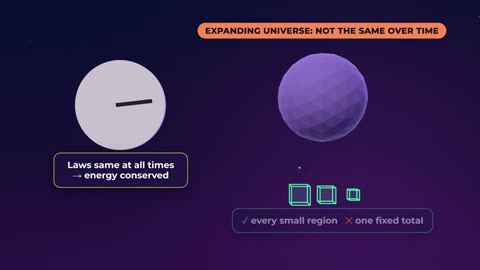 EXPANDING UNIVERSE: NOT THE SAME OVER TIME
Laws same at all times
→ energy conserved
✓ every small region ✕ one fixed total